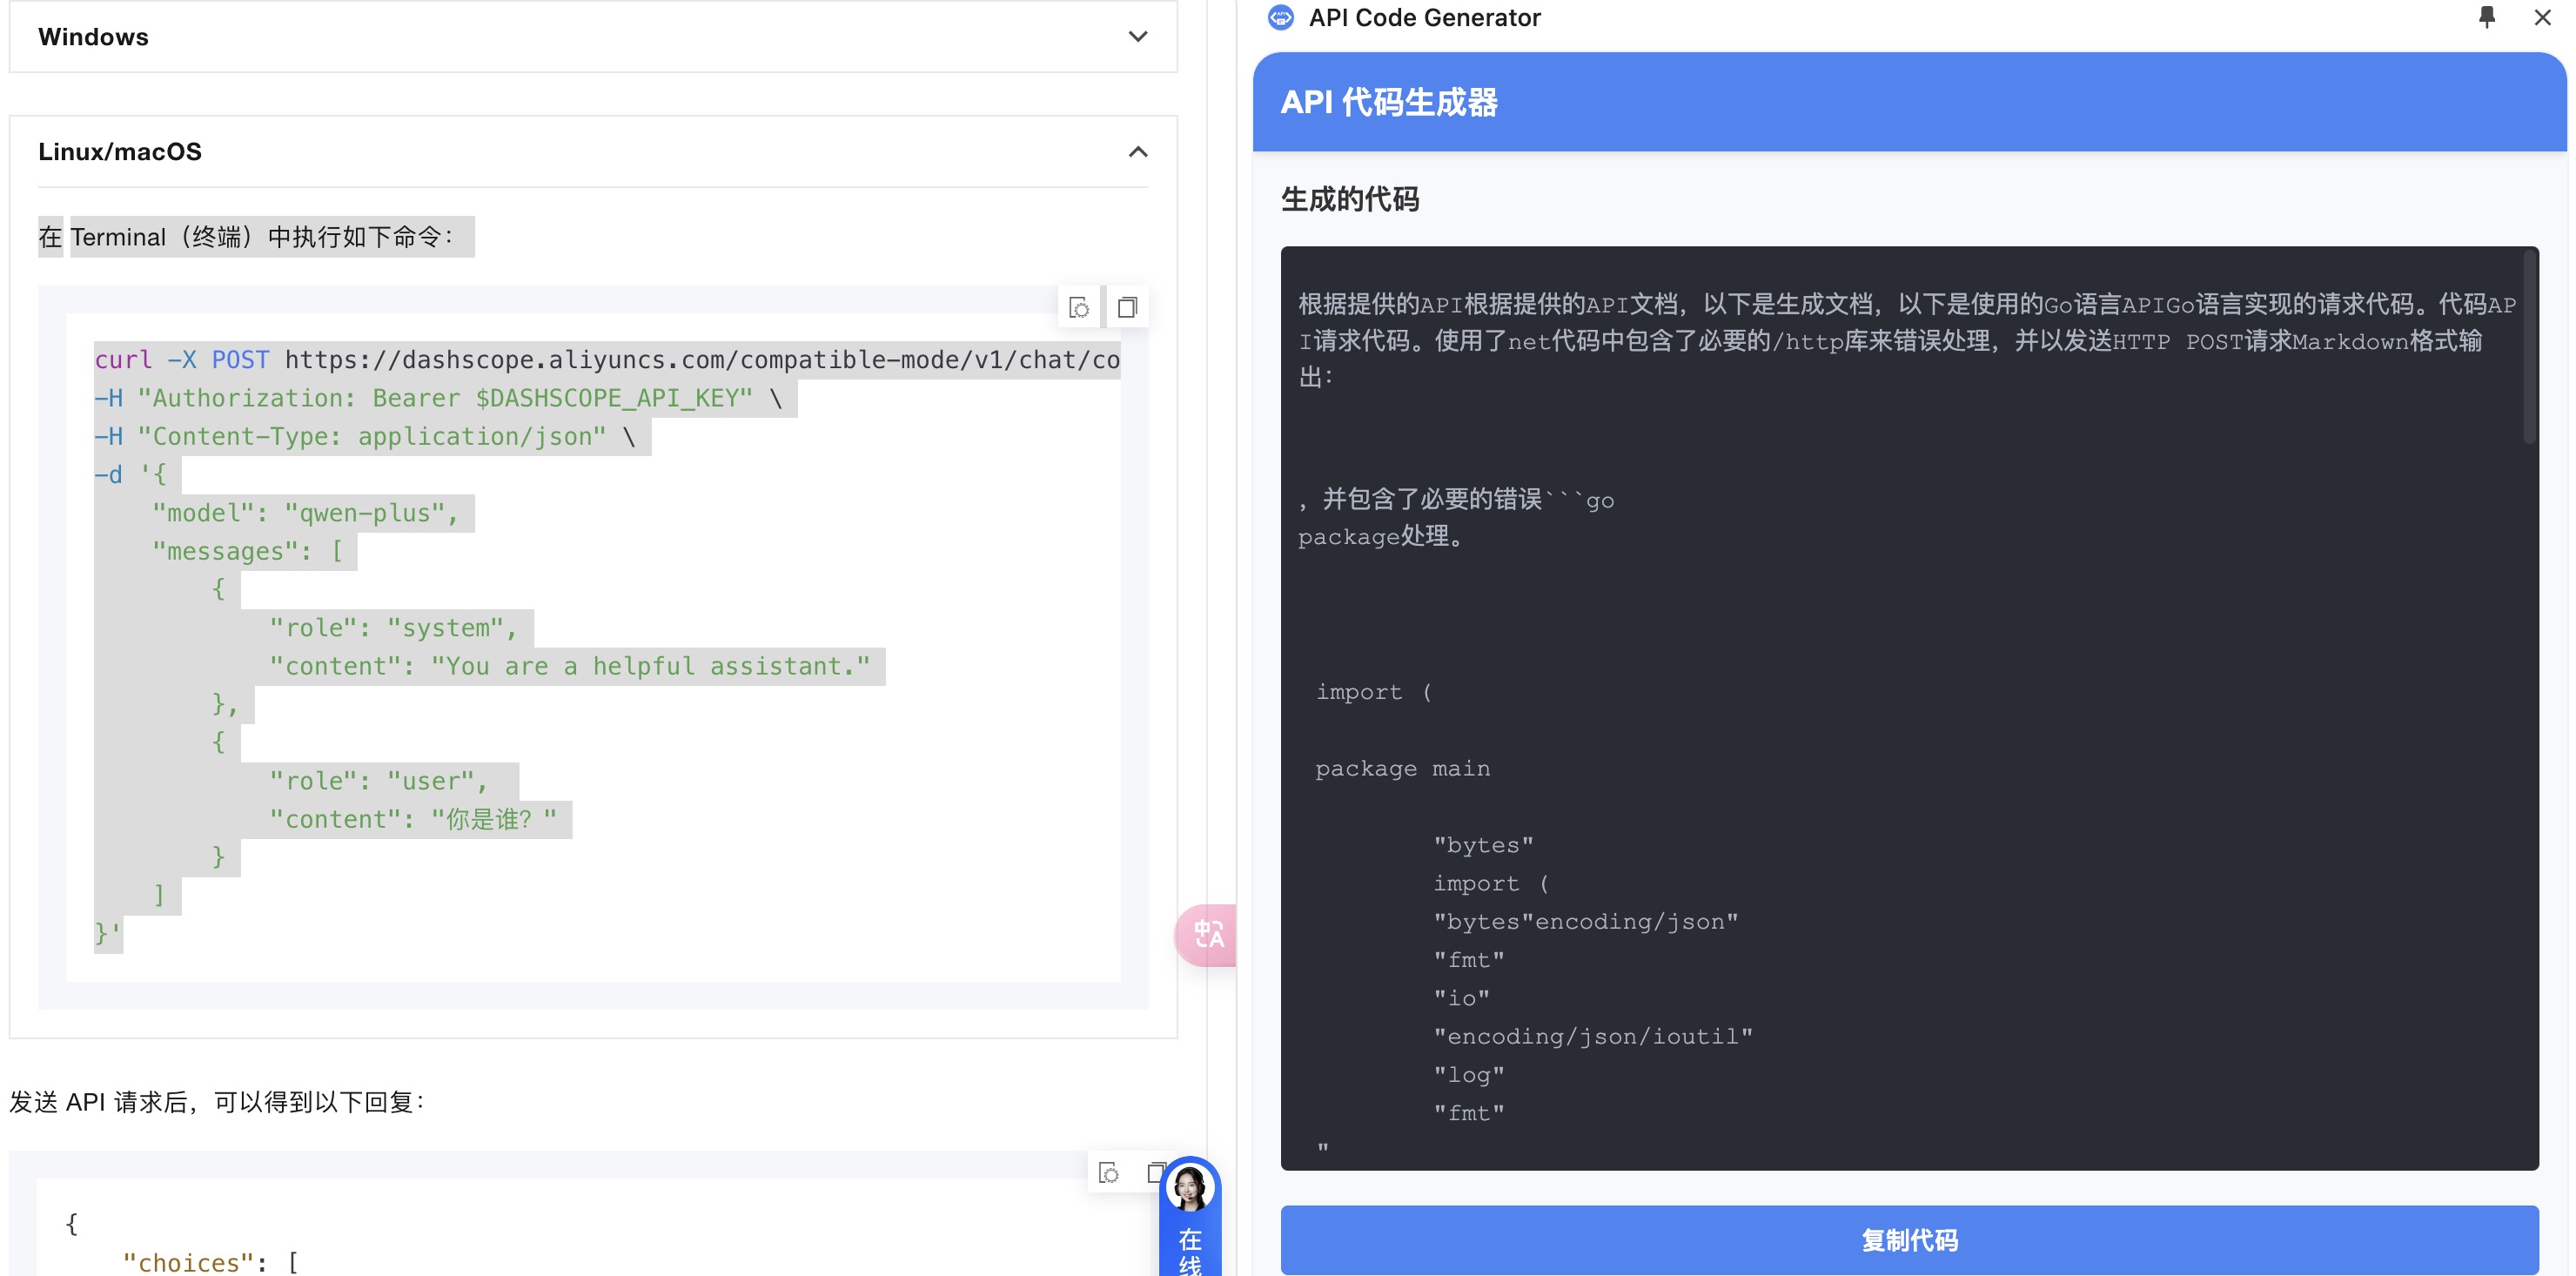 Windows
Linux/macOS
在 Terminal（终端）中执行如下命令：
curl -X POST https://dashscope.aliyuncs.com/compatible-mode/v1/chat/co
-H "Authorization: Bearer $DASHSCOPE_API_KEY" \
-H "Content-Type: application/json" \
-d '{
    "model": "qwen-plus",
    "messages": [
        {
            "role": "system",
            "content": "You are a helpful assistant."
        },
        {
            "role": "user",
            "content": "你是谁？"
        }
    ]
}'
发送 API 请求后，可以得到以下回复：
{
    "choices": [
中A
在
线
API Code Generator
API 代码生成器
生成的代码
根据提供的API根据提供的API文档，以下是生成文档，以下是使用的Go语言APIGo语言实现的请求代码。代码AP
I请求代码。使用了net代码中包含了必要的/http库来错误处理，并以发送HTTP POST请求Markdown格式输
出：
，并包含了必要的错误```go
package处理。
import (
package main
"bytes"
import (
"bytes"encoding/json"
"fmt"
"io"
"encoding/json/ioutil"
"log"
"fmt"
"
复制代码